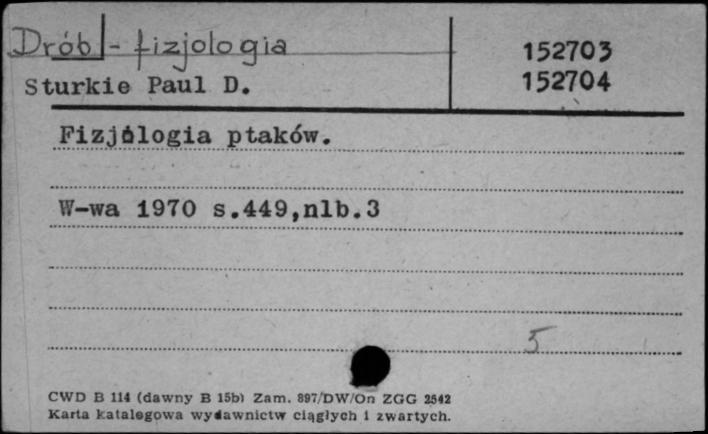 Drób - fizjologia
152703
Sturkie Paul D.
152704
Fizjologia ptaków.
W-wa 1970 s.449,nlb.3
5
CWD B 114 (dawny B 15b) Zam. 897/DW/On ZGG 2542
Karta katalogowa wydawnictw ciągłych i zwartych.